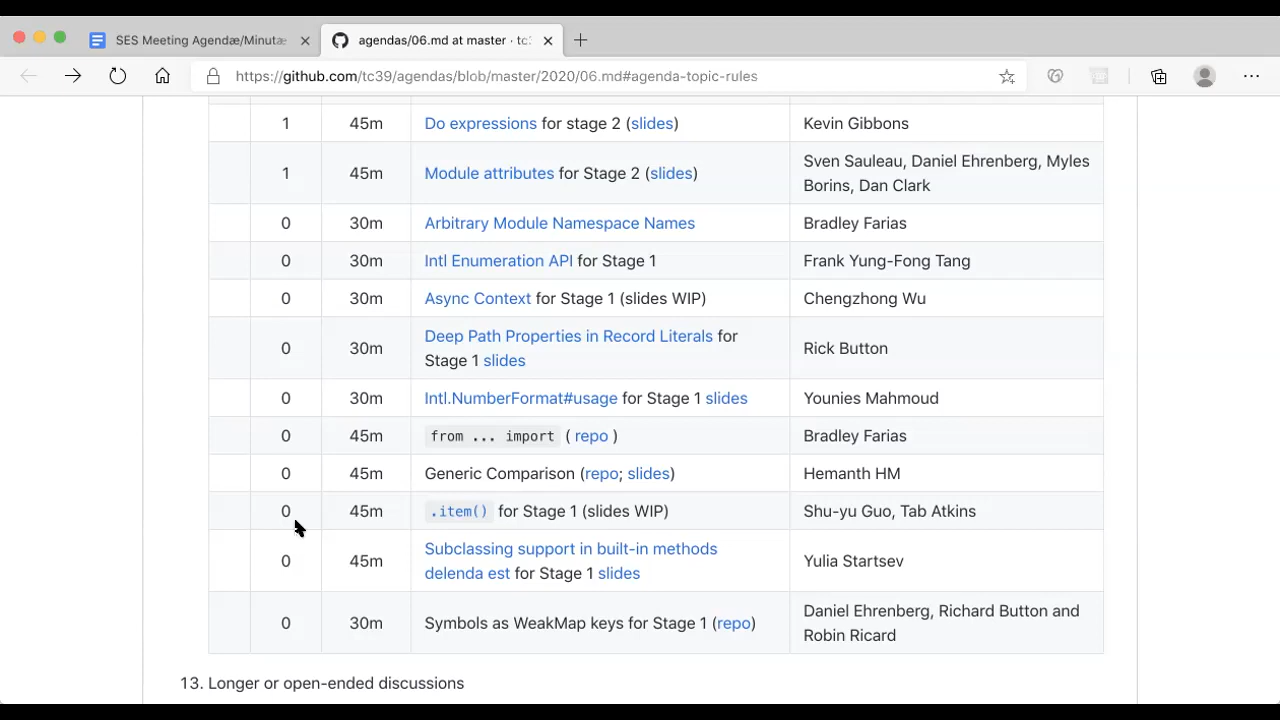 SES Meeting Agendæ/Minutæ
agendas/06.md at master · tc3
https://github.com/tc39/agendas/blob/master/2020/06.md#agenda-topic-rules
1 45m Do expressions for stage 2 (slides) Kevin Gibbons
1 45m Module attributes for Stage 2 (slides) Sven Sauleau, Daniel Ehrenberg, Myles
Borins, Dan Clark
0 30m Arbitrary Module Namespace Names Bradley Farias
0 30m Intl Enumeration API for Stage 1 Frank Yung-Fong Tang
0 30m Async Context for Stage 1 (slides WIP) Chengzhong Wu
0 30m Deep Path Properties in Record Literals for
Stage 1 slides Rick Button
0 30m Intl.NumberFormat#usage for Stage 1 slides Younies Mahmoud
0 45m from ... import ( repo ) Bradley Farias
0 45m Generic Comparison (repo; slides) Hemanth HM
0 45m .item() for Stage 1 (slides WIP) Shu-yu Guo, Tab Atkins
0 45m Subclassing support in built-in methods
delenda est for Stage 1 slides Yulia Startsev
0 30m Symbols as WeakMap keys for Stage 1 (repo) Daniel Ehrenberg, Richard Button and
Robin Ricard
13. Longer or open-ended discussions